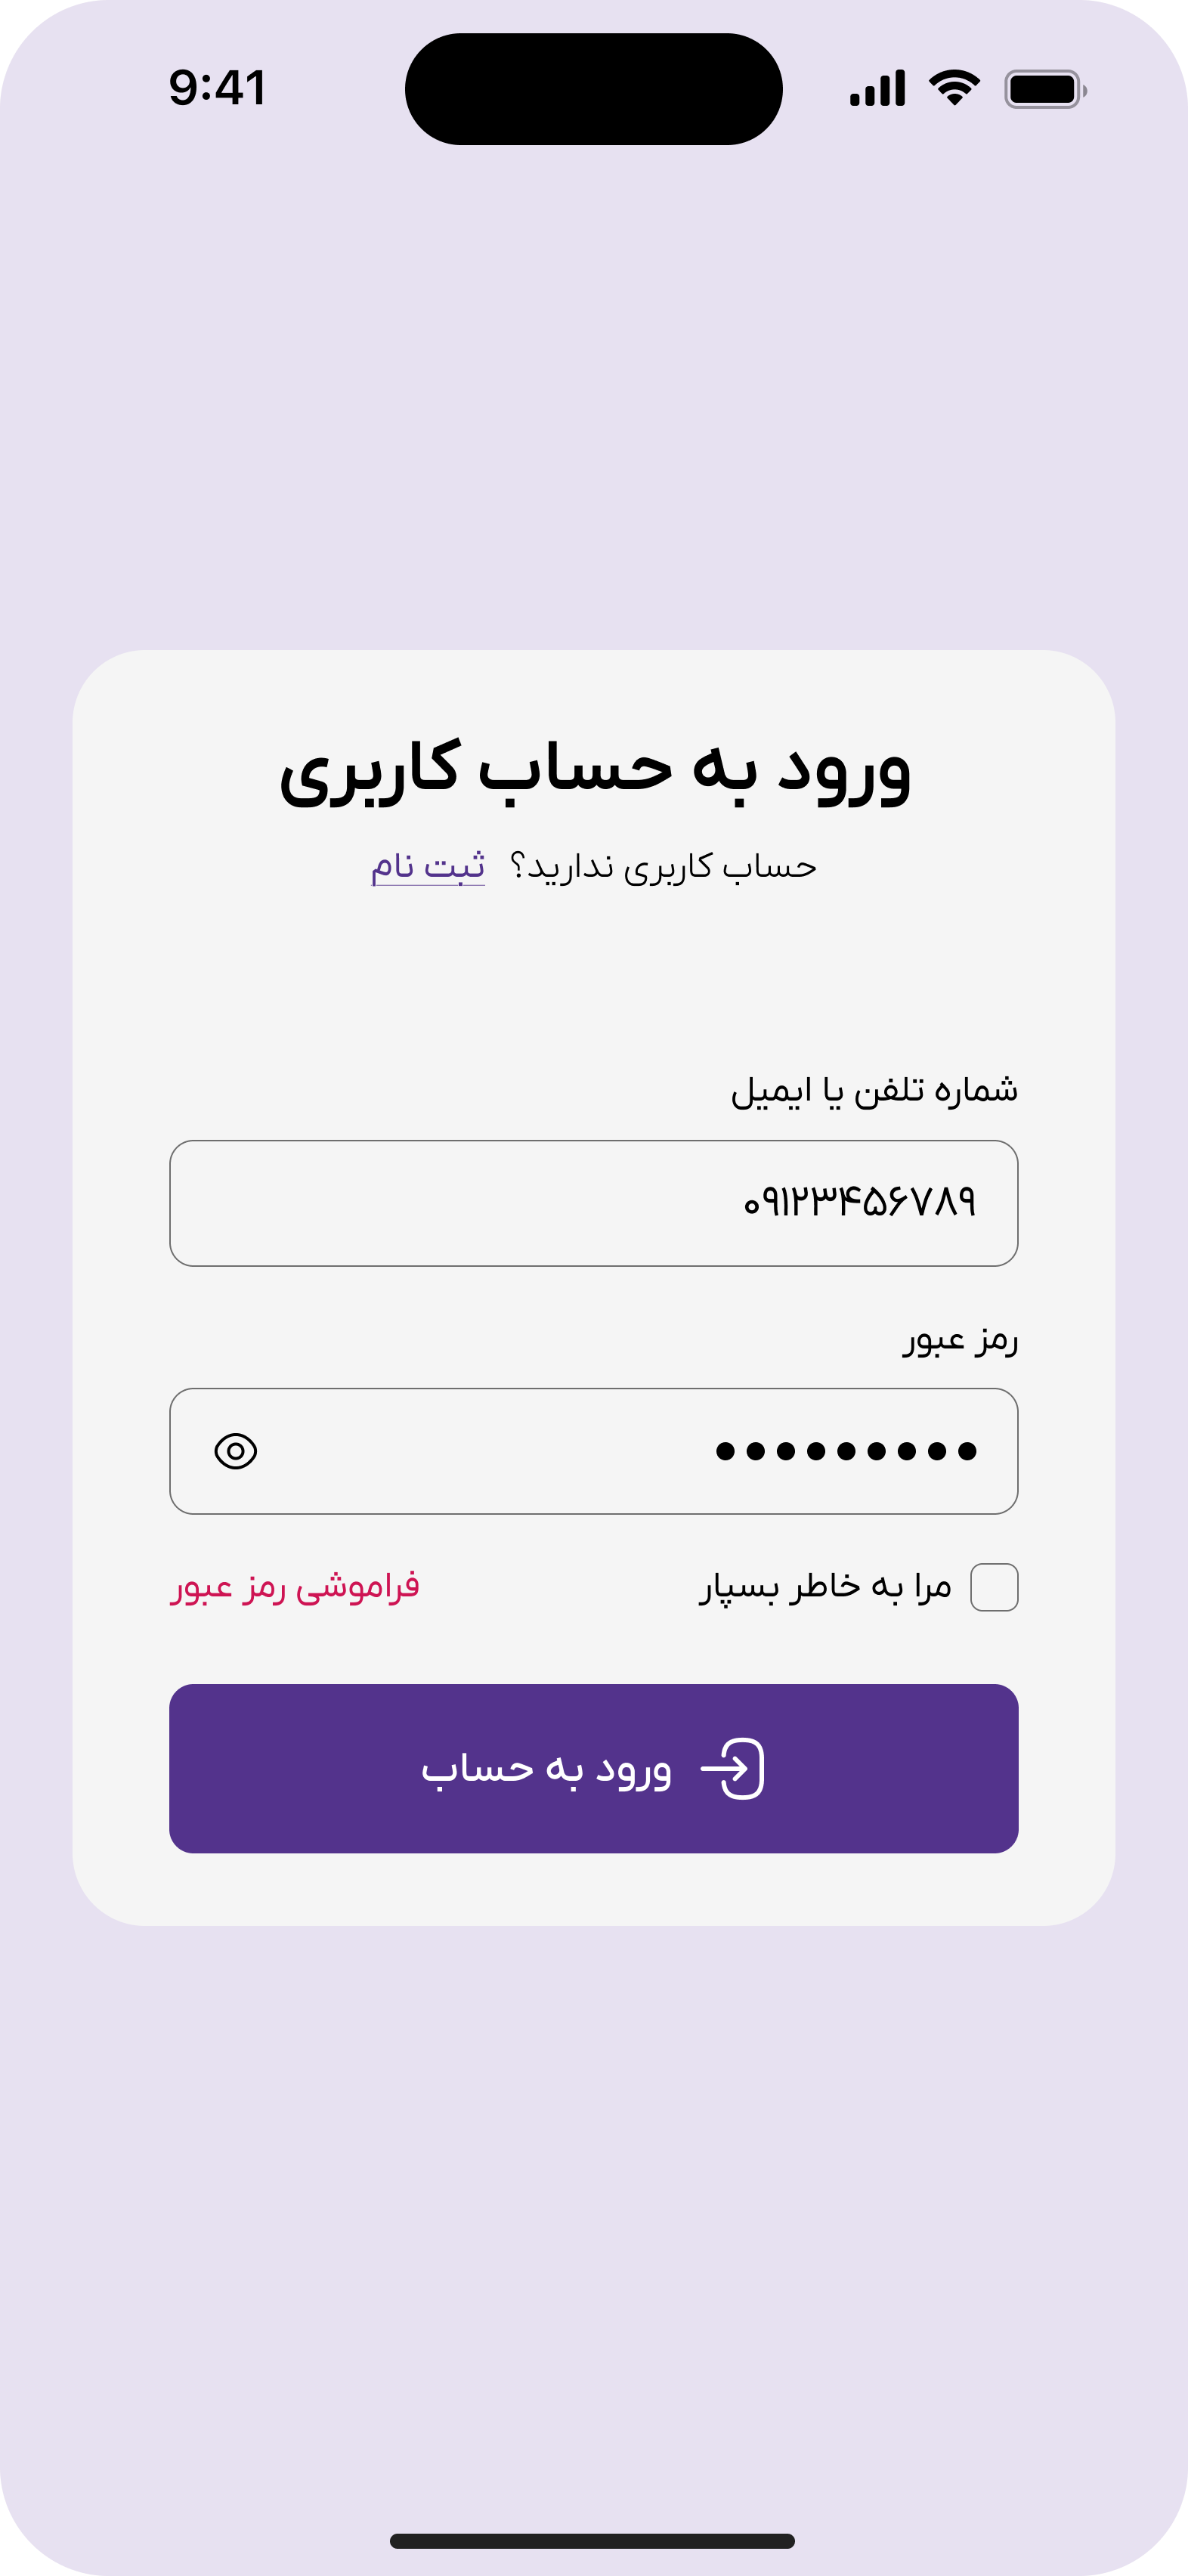 9:41
ورود به حساب کاربری
حساب کاربری ندارید؟ ثبت نام
شماره تلفن یا ایمیل
۰۹۱۲۳۴۵۶۷۸۹
رمز عبور
•••••••••
مرا به خاطر بسپار فراموشی رمز عبور
ورود به حساب